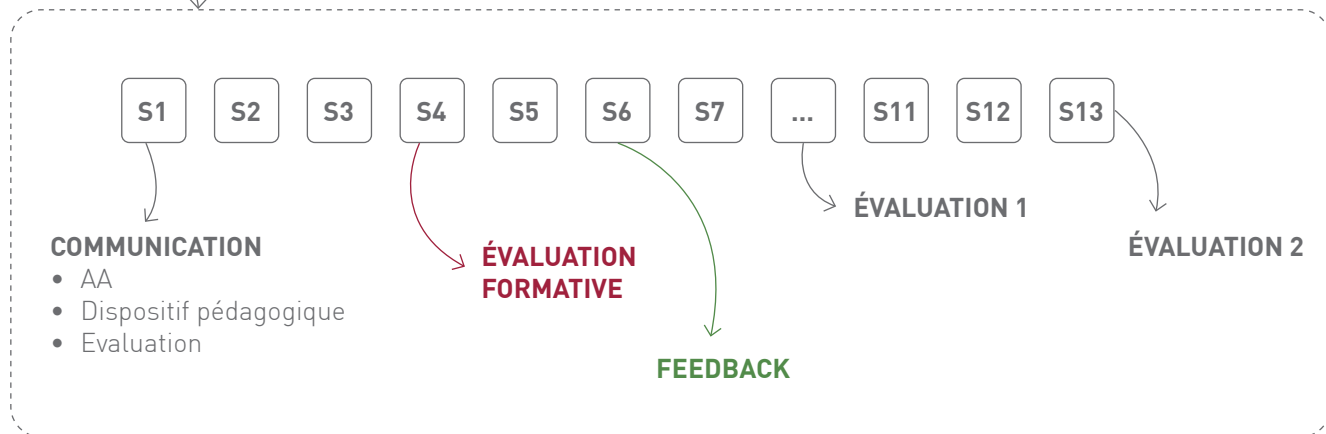 S1 S2 S3 S4 S5 S6 S7 ... S11 S12 S13
COMMUNICATION
• AA
• Dispositif pédagogique
• Evaluation
ÉVALUATION
FORMATIVE
FEEDBACK
ÉVALUATION 1
ÉVALUATION 2